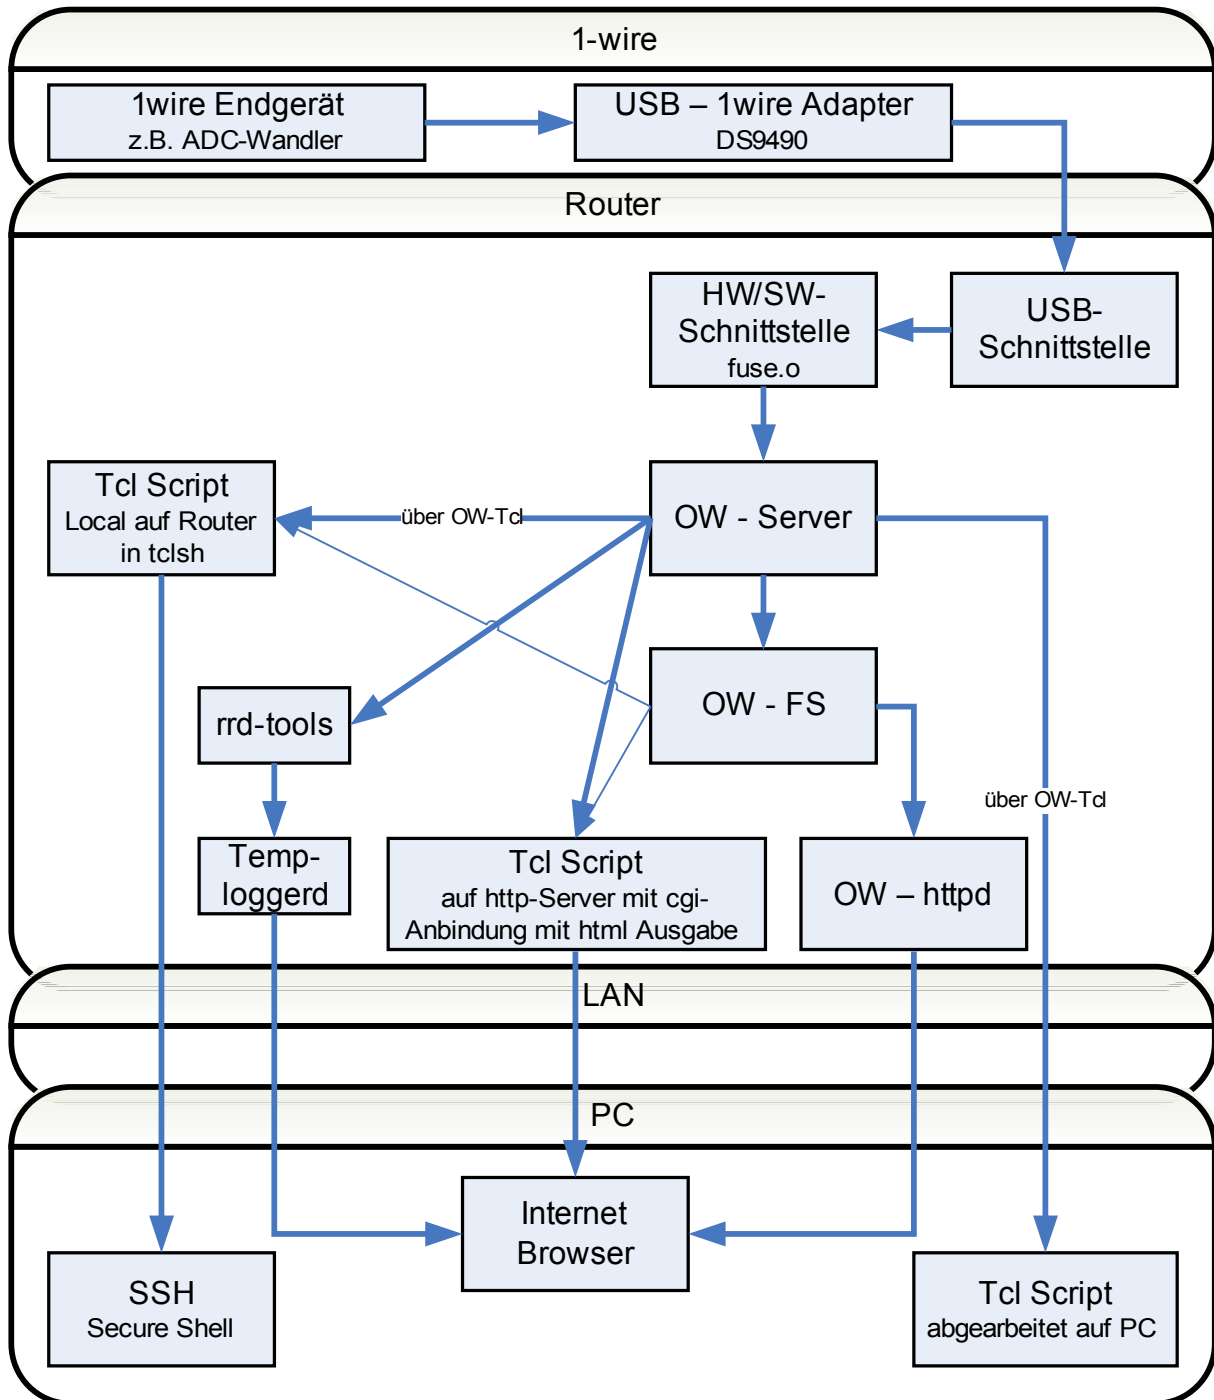 1-wire
1wire Endgerät
z.B. ADC-Wandler
USB – 1wire Adapter
DS9490
Router
HW/SW-
Schnittstelle
fuse.o
USB-
Schnittstelle
Tcl Script
Local auf Router
in tclsh
über OW-Tcl
OW - Server
OW - FS
rrd-tools
über OW-Tcl
Temp-
loggerd
Tcl Script
auf http-Server mit cgi-
Anbindung mit html Ausgabe
OW – httpd
LAN
PC
Internet
Browser
SSH
Secure Shell
Tcl Script
abgearbeitet auf PC